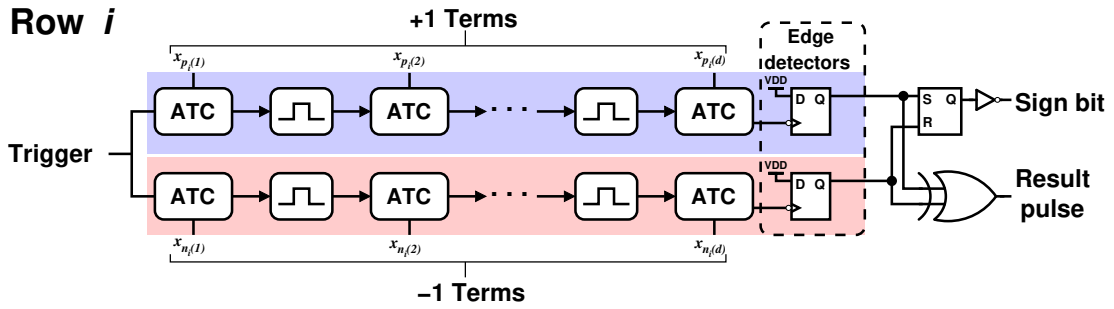 Row i
+1 Terms
x_{p_i(1)} x_{p_i(2)} x_{p_i(d)}
Edge
detectors
VDD
ATC ATC · · · ATC D Q S Q Sign bit
R
Trigger
VDD
ATC ATC · · · ATC D Q Result
pulse
x_{n_i(1)} x_{n_i(2)} x_{n_i(d)}
−1 Terms